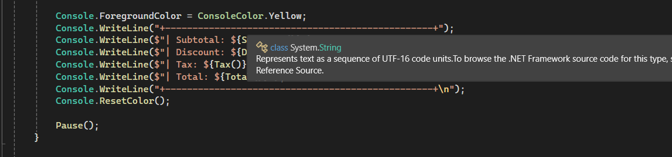 Console.ForegroundColor = ConsoleColor.Yellow;
Console.WriteLine("+--------------------------------------------------+");
Console.WriteLine($"| Subtotal: ${S
Console.WriteLine($"| Discount: ${D
Console.WriteLine($"| Tax: ${Tax()}
Console.WriteLine($"| Total: ${Tota
Console.WriteLine("+--------------------------------------------------+\n");
Console.ResetColor();
class System.String
Represents text as a sequence of UTF-16 code units.To browse the .NET Framework source code for this type,
Reference Source.
Pause();
}